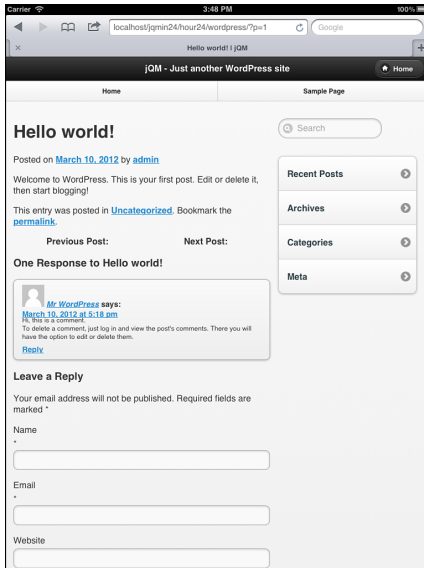 Carrier 3:48 PM 100%
localhost/jqmin24/hour24/wordpress/?p=1 Google
Hello world! | jQM
jQM - Just another WordPress site Home
Home Sample Page
Hello world!
Search
Posted on March 10, 2012 by admin
Welcome to WordPress. This is your first post. Edit or delete it,
then start blogging!
This entry was posted in Uncategorized. Bookmark the
permalink.
Previous Post: Next Post:
Recent Posts
Archives
Categories
Meta
One Response to Hello world!
Mr WordPress says:
March 10, 2012 at 5:18 pm
Hi, this is a comment.
To delete a comment, just log in and view the post's comments. There you will
have the option to edit or delete them.
Reply
Leave a Reply
Your email address will not be published. Required fields are
marked *
Name
*
Email
*
Website